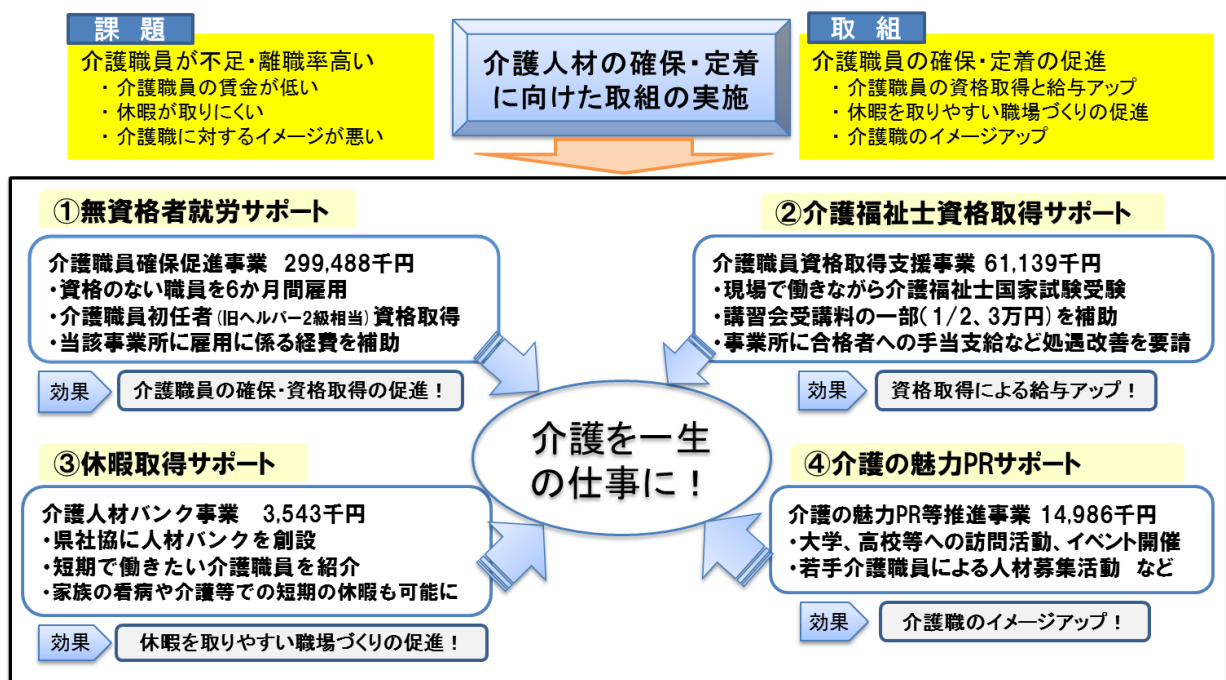 課 題
介護職員が不足・離職率高い
・ 介護職員の賃金が低い
・ 休暇が取りにくい
・ 介護職に対するイメージが悪い
介護人材の確保・定着
に向けた取組の実施
取 組
介護職員の確保・定着の促進
・ 介護職員の資格取得と給与アップ
・ 休暇を取りやすい職場づくりの促進
・ 介護職のイメージアップ
①無資格者就労サポート
介護職員確保促進事業 299,488千円
・資格のない職員を6か月間雇用
・介護職員初任者(旧ヘルパー2級相当)資格取得
・当該事業所に雇用に係る経費を補助
効果
介護職員の確保・資格取得の促進！
②介護福祉士資格取得サポート
介護職員資格取得支援事業 61,139千円
・現場で働きながら介護福祉士国家試験受験
・講習会受講料の一部(1/2、3万円)を補助
・事業所に合格者への手当支給など処遇改善を要請
効果
資格取得による給与アップ！
介護を一生
の仕事に！
③休暇取得サポート
介護人材バンク事業 3,543千円
・県社協に人材バンクを創設
・短期で働きたい介護職員を紹介
・家族の看病や介護等での短期の休暇も可能に
効果
休暇を取りやすい職場づくりの促進！
④介護の魅力PRサポート
介護の魅力PR等推進事業 14,986千円
・大学、高校等への訪問活動、イベント開催
・若手介護職員による人材募集活動 など
効果
介護職のイメージアップ！